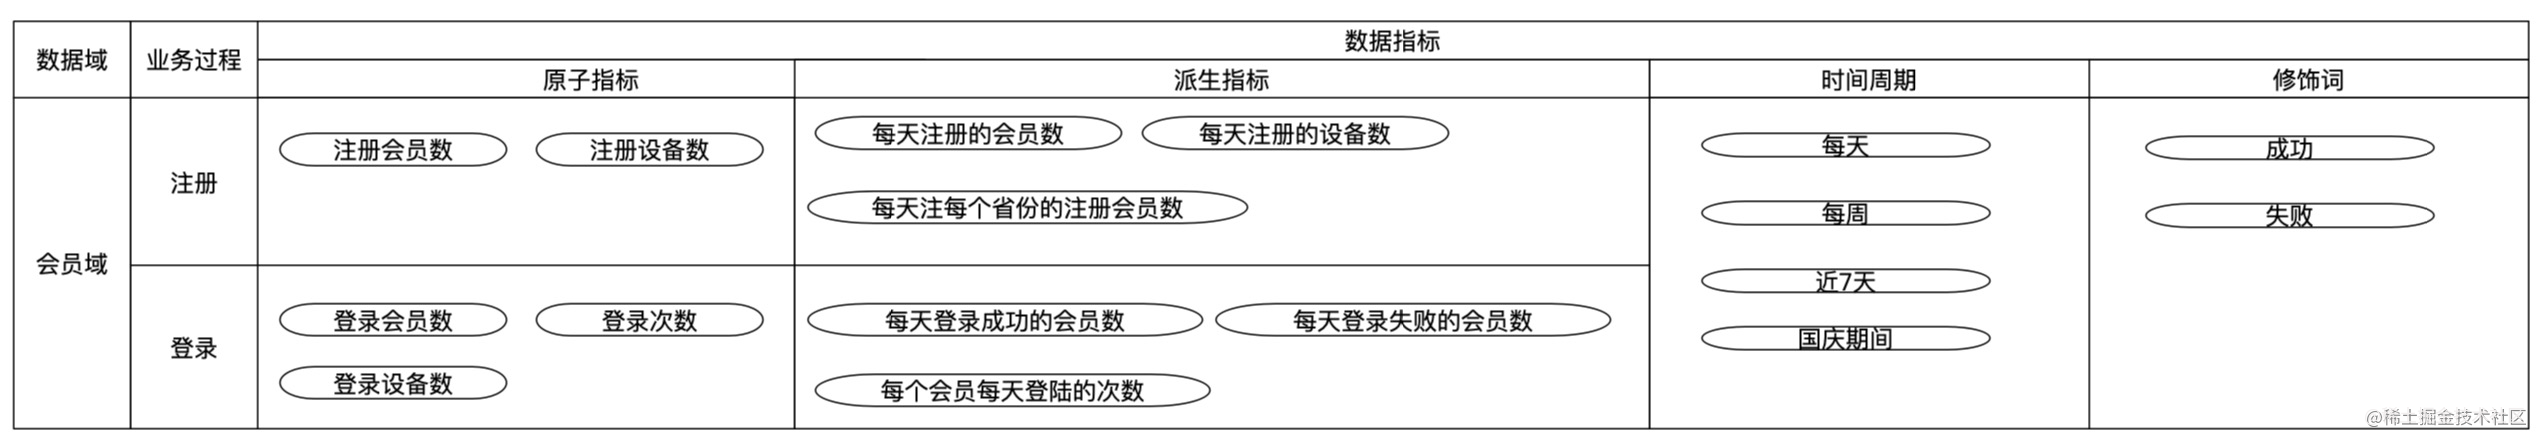 数据域
业务过程
数据指标
原子指标
派生指标
时间周期
修饰词
会员域
注册
注册会员数
注册设备数
每天注册的会员数
每天注册的设备数
每天注每个省份的注册会员数
登录
登录会员数
登录次数
登录设备数
每天登录成功的会员数
每天登录失败的会员数
每个会员每天登陆的次数
每天
每周
近7天
国庆期间
成功
失败
@稀土掘金技术社区